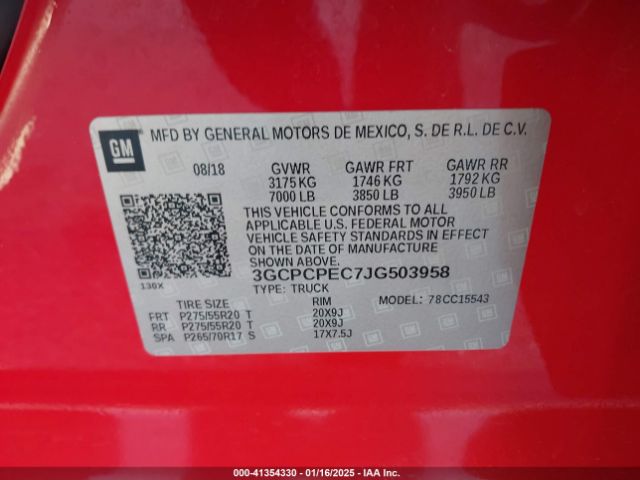 GM
MFD BY GENERAL MOTORS DE MEXICO, S. DE R.L. DE C.V.
08/18 GVWR GAWR FRT GAWR RR
3175 KG 1746 KG 1792 KG
7000 LB 3850 LB 3950 LB
THIS VEHICLE CONFORMS TO ALL
APPLICABLE U.S. FEDERAL MOTOR
VEHICLE SAFETY STANDARDS IN EFFECT
ON THE DATE OF MANUFACTURE
SHOWN ABOVE.
3GCPCPEC7JG503958
130X
TYPE: TRUCK MODEL: 78CC15543
TIRE SIZE RIM
FRT P275/55R20 T 20X9J
RR P275/55R20 T 20X9J
SPA P265/70R17 S 17X7.5J
000-41354330 - 01/16/2025 - IAA Inc.